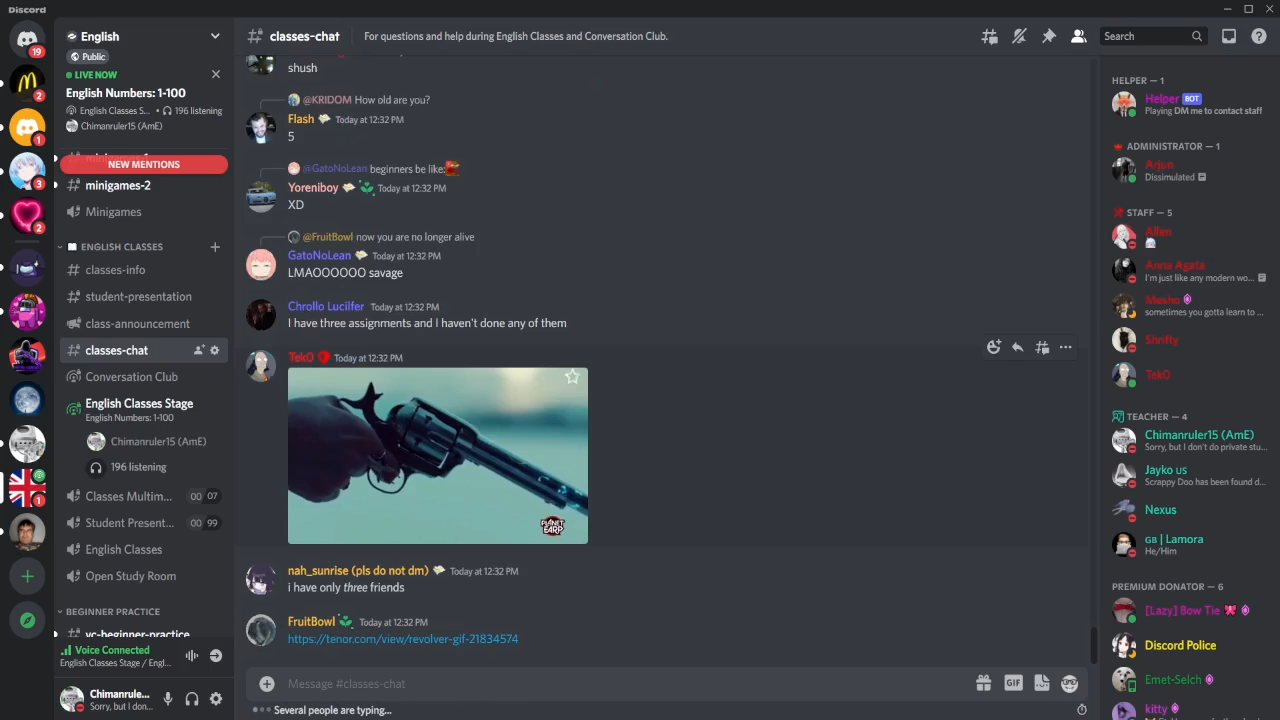 Discord
19
2
1
3
2
1
English
Public
LIVE NOW
English Numbers: 1-100
English Classes S... 196 listening
Chimanruler15 (AmE)
NEW MENTIONS
minigames-2
Minigames
ENGLISH CLASSES
classes-info
student-presentation
class-announcement
classes-chat
Conversation Club
English Classes Stage
English Numbers: 1-100
Chimanruler15 (AmE)
196 listening
Classes Multim... 00 07
Student Present... 00 99
English Classes
Open Study Room
BEGINNER PRACTICE
vc-beginner-practice
Voice Connected
English Classes Stage / Engl...
Chimanrule...
Sorry, but I don...
# classes-chat
For questions and help during English Classes and Conversation Club.
Search
shush
@KRIDOM How old are you?
Flash Today at 12:32 PM
5
@GatoNoLean beginners be like:
Yoreniboy Today at 12:32 PM
XD
@FruitBowl now you are no longer alive
GatoNoLean Today at 12:32 PM
LMAOOOOOO savage
Chrollo Lucilfer Today at 12:32 PM
I have three assignments and I haven't done any of them
Tek0 Today at 12:32 PM
PLANET EARP
nah_sunrise (pls do not dm) Today at 12:32 PM
i have only three friends
FruitBowl Today at 12:32 PM
https://tenor.com/view/revolver-gif-21834574
Message #classes-chat
GIF
Several people are typing...
HELPER — 1
Helper BOT
Playing DM me to contact staff
ADMINISTRATOR — 1
Arjun
Dissimulated
STAFF — 5
Allen
Anna Agata
I'm just like any modern wo...
Mesho
sometimes you gotta learn to ...
Shrifty
Tek0
TEACHER — 4
Chimanruler15 (AmE)
Sorry, but I don't do private stu...
Jayko us
Scrappy Doo has been found d...
Nexus
GB | Lamora
He/Him
PREMIUM DONATOR — 6
[Lazy] Bow Tie
Discord Police
Emet-Selch
kitty